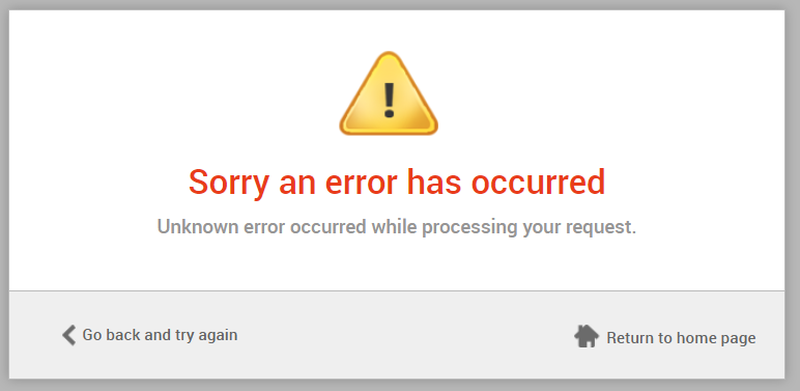 !
Sorry an error has occurred
Unknown error occurred while processing your request.
Go back and try again
Return to home page